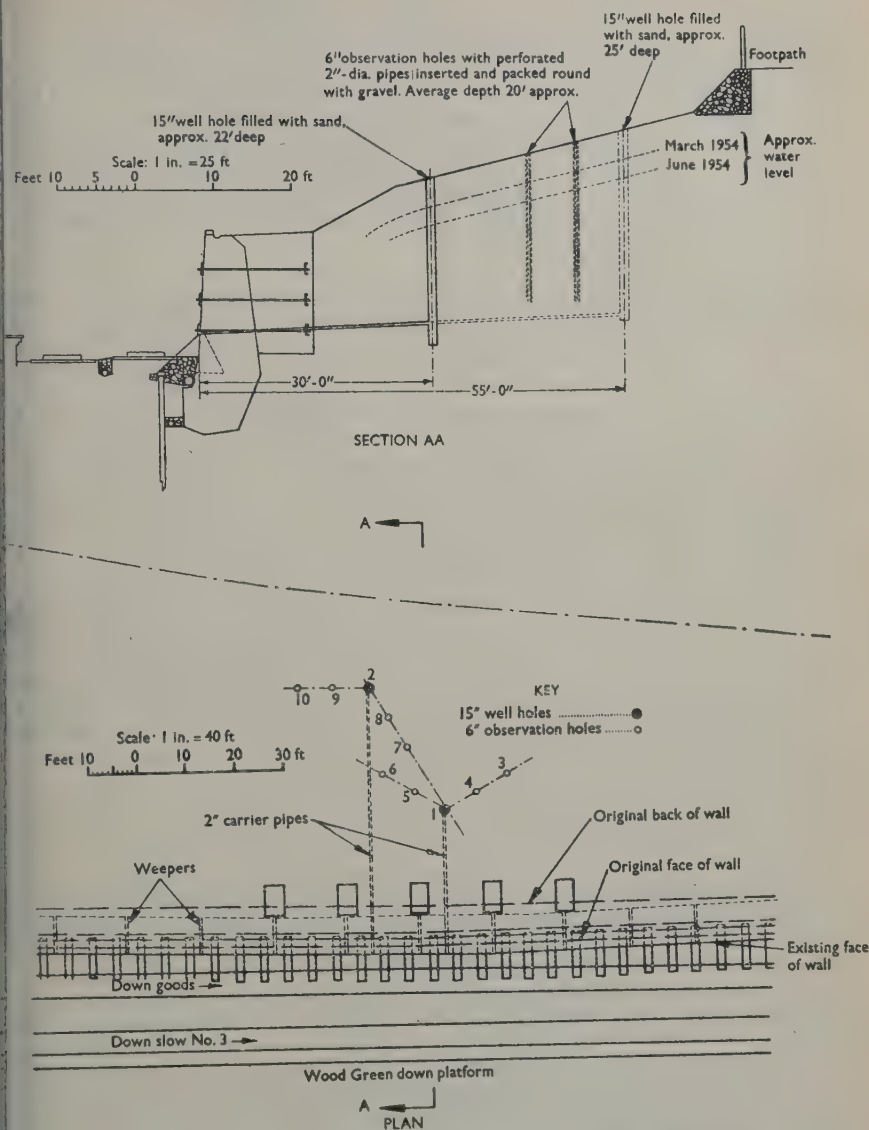 15" well hole filled
with sand, approx.
25' deep
Footpath
6" observation holes with perforated
2"-dia. pipes inserted and packed round
with gravel. Average depth 20' approx.
15" well hole filled with sand,
approx. 22' deep
March 1954
June 1954
Approx.
water
level
Scale: 1 in. = 25 ft
Feet 10 5 0 10 20 ft
30'-0"
55'-0"
SECTION AA
A
2
10 9
8
7
6
5
1
4
3
KEY
15" well holes ............
6" observation holes ......
Scale: 1 in. = 40 ft
Feet 10 0 10 20 30 ft
2" carrier pipes
Original back of wall
Weepers
Original face of wall
Existing face
of wall
Down goods
Down slow No. 3
Wood Green down platform
A
PLAN